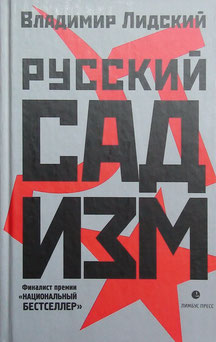 Владимир Лидский
РУССКИЙ
САД
ИЗМ
Финалист премии
«НАЦИОНАЛЬНЫЙ
БЕСТСЕЛЛЕР»
ЛИМБУС ПРЕСС